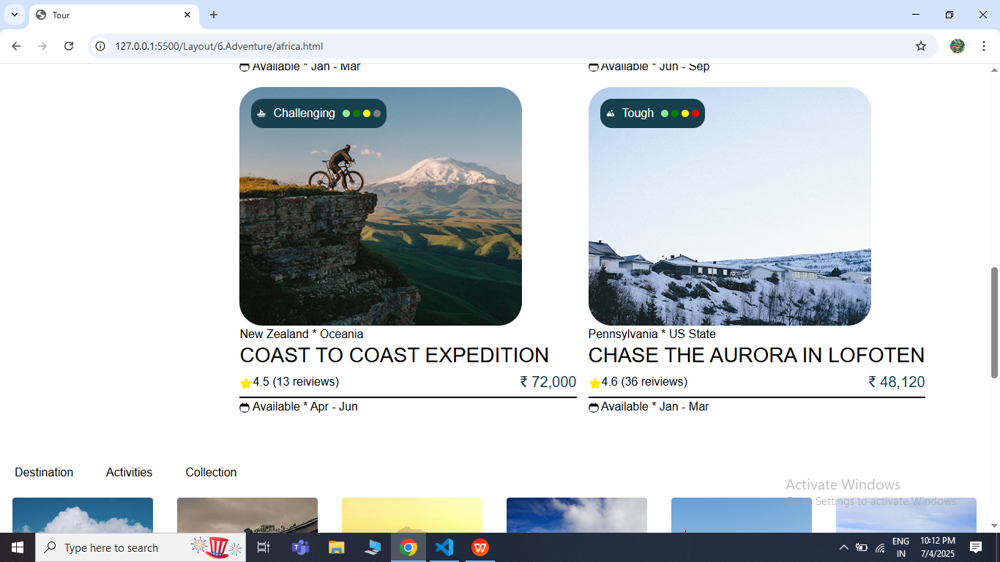 Tour
127.0.0.1:5500/Layout/6.Adventure/africa.html
Available * Jan - Mar
Available * Jun - Sep
Challenging
Tough
New Zealand * Oceania
Pennsylvania * US State
COAST TO COAST EXPEDITION
CHASE THE AURORA IN LOFOTEN
4.5 (13 reiviews)
₹ 72,000
4.6 (36 reiviews)
₹ 48,120
Available * Apr - Jun
Available * Jan - Mar
Destination
Activities
Collection
Activate Windows
Go to Settings to activate Windows.
Type here to search
ENG
IN
10:12 PM
7/4/2025